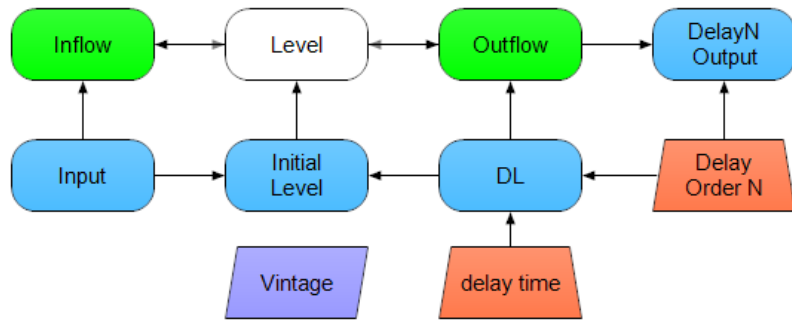 Inflow
Level
Outflow
DelayN
Output
Input
Initial
Level
DL
Delay
Order N
Vintage
delay time